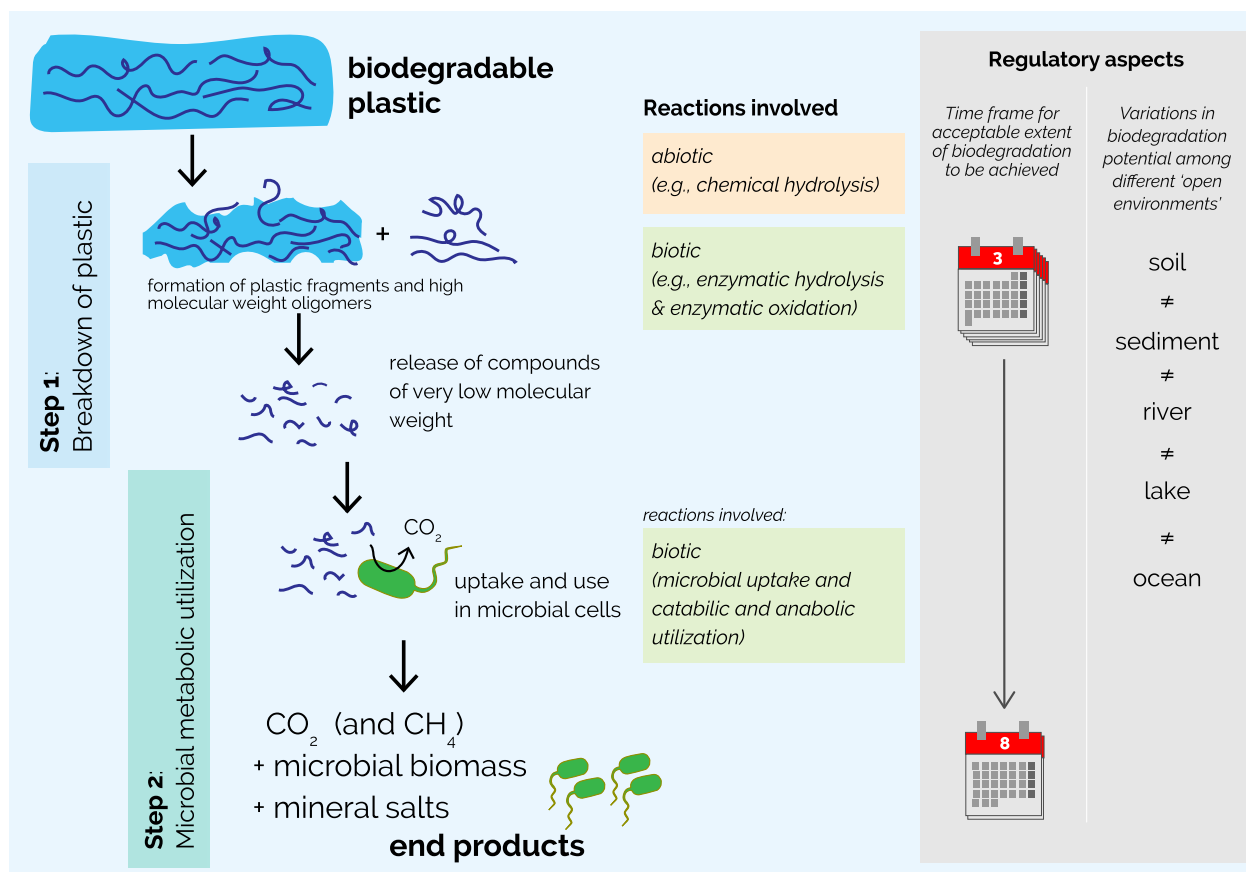 biodegradable
plastic
Step 1:
Breakdown of plastic
+
formation of plastic fragments and high
molecular weight oligomers
release of compounds
of very low molecular
weight
Step 2:
Microbial metabolic utilization
CO2
uptake and use
in microbial cells
CO2 (and CH4)
+ microbial biomass
+ mineral salts
end products
Reactions involved
abiotic
(e.g., chemical hydrolysis)
biotic
(e.g., enzymatic hydrolysis
& enzymatic oxidation)
reactions involved:
biotic
(microbial uptake and
catabilic and anabolic
utilization)
Regulatory aspects
Time frame for
acceptable extent
of biodegradation
to be achieved
3
8
Variations in
biodegradation
potential among
different ‘open
environments’
soil
≠
sediment
≠
river
≠
lake
≠
ocean